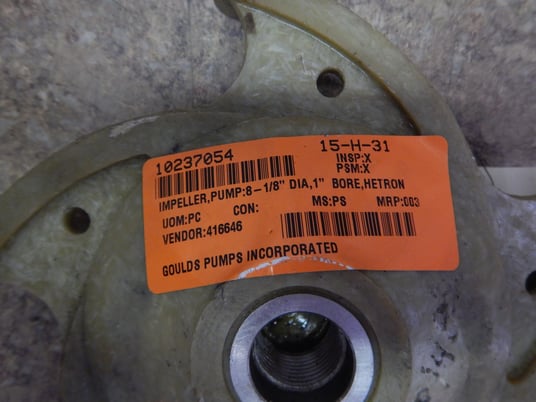 10237054 15-H-31
INSP:X
PSM:X
IMPELLER,PUMP:8-1/8" DIA,1" BORE,HETRON
UOM:PC CON: MS:PS MRP:G03
VENDOR:416646
GOULDS PUMPS INCORPORATED